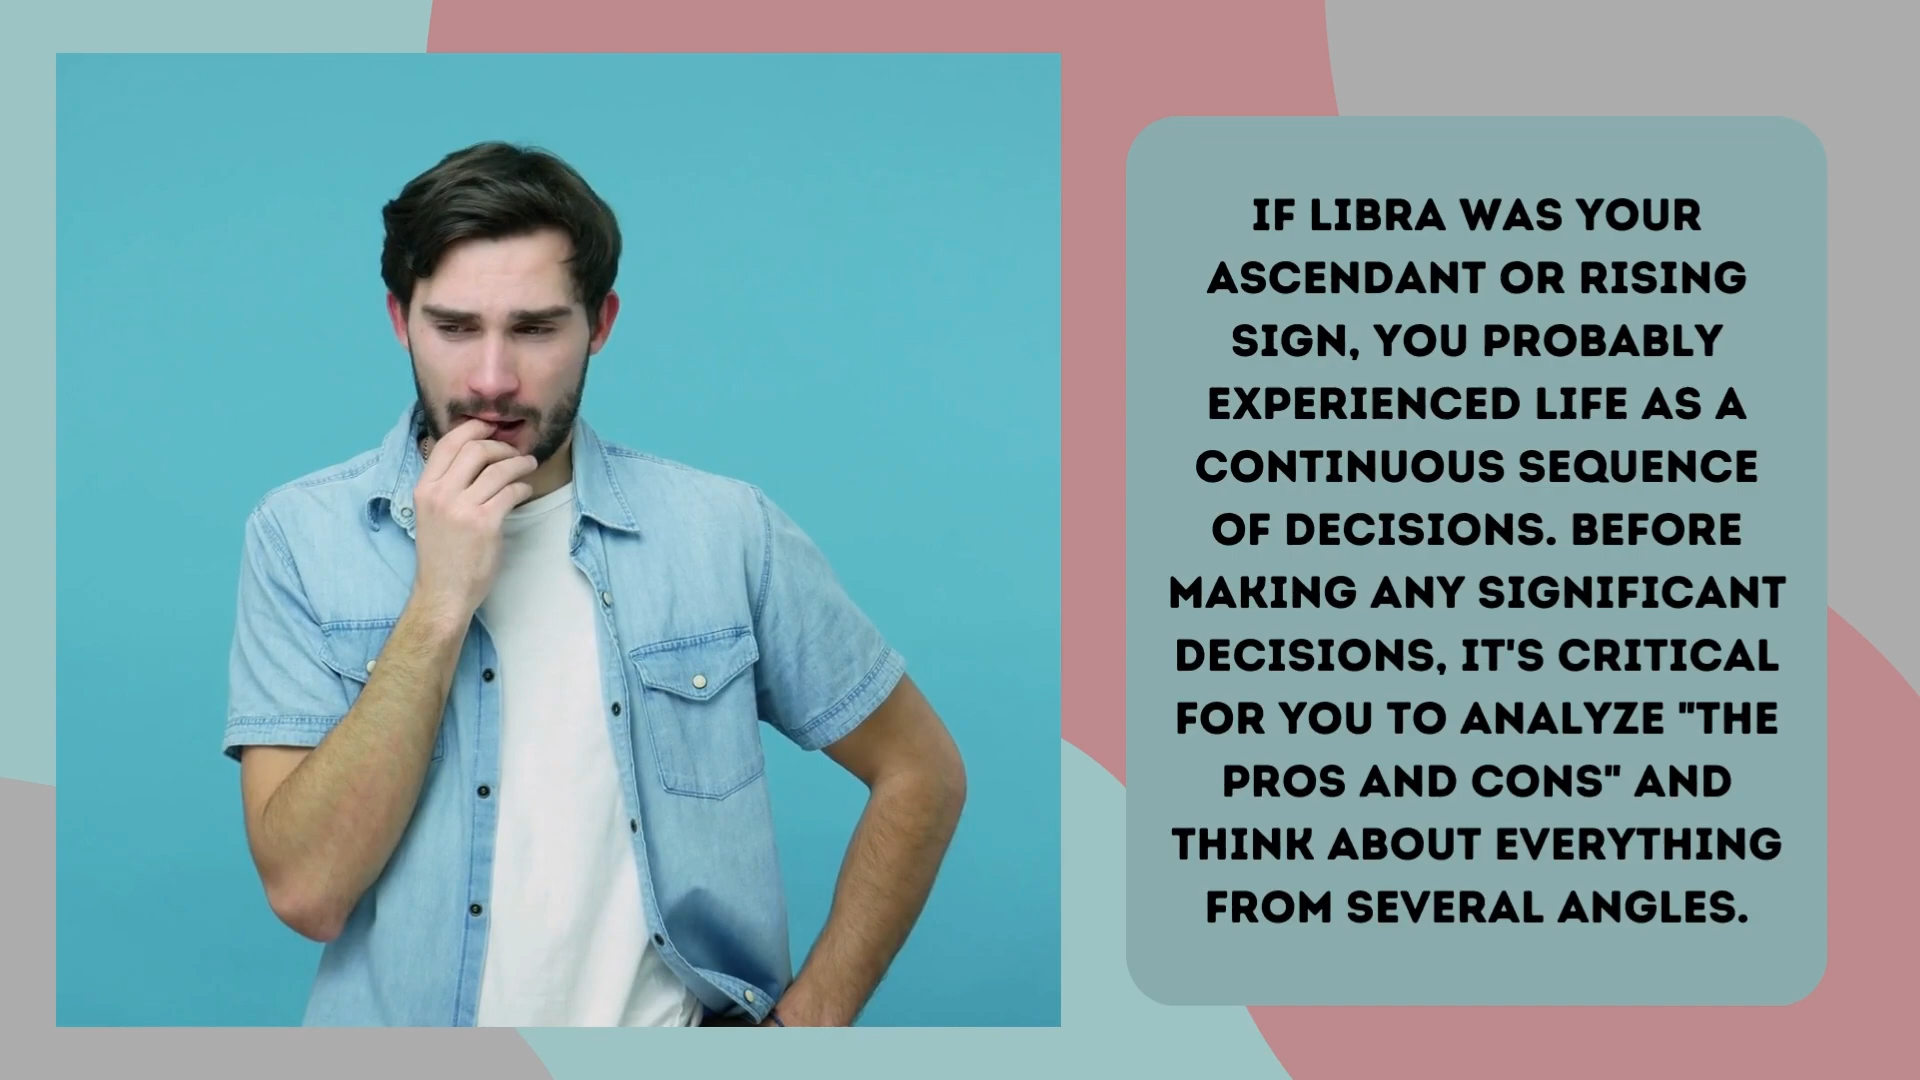 IF LIBRA WAS YOUR
ASCENDANT OR RISING
SIGN, YOU PROBABLY
EXPERIENCED LIFE AS A
CONTINUOUS SEQUENCE
OF DECISIONS. BEFORE
MAKING ANY SIGNIFICANT
DECISIONS, IT'S CRITICAL
FOR YOU TO ANALYZE "THE
PROS AND CONS" AND
THINK ABOUT EVERYTHING
FROM SEVERAL ANGLES.